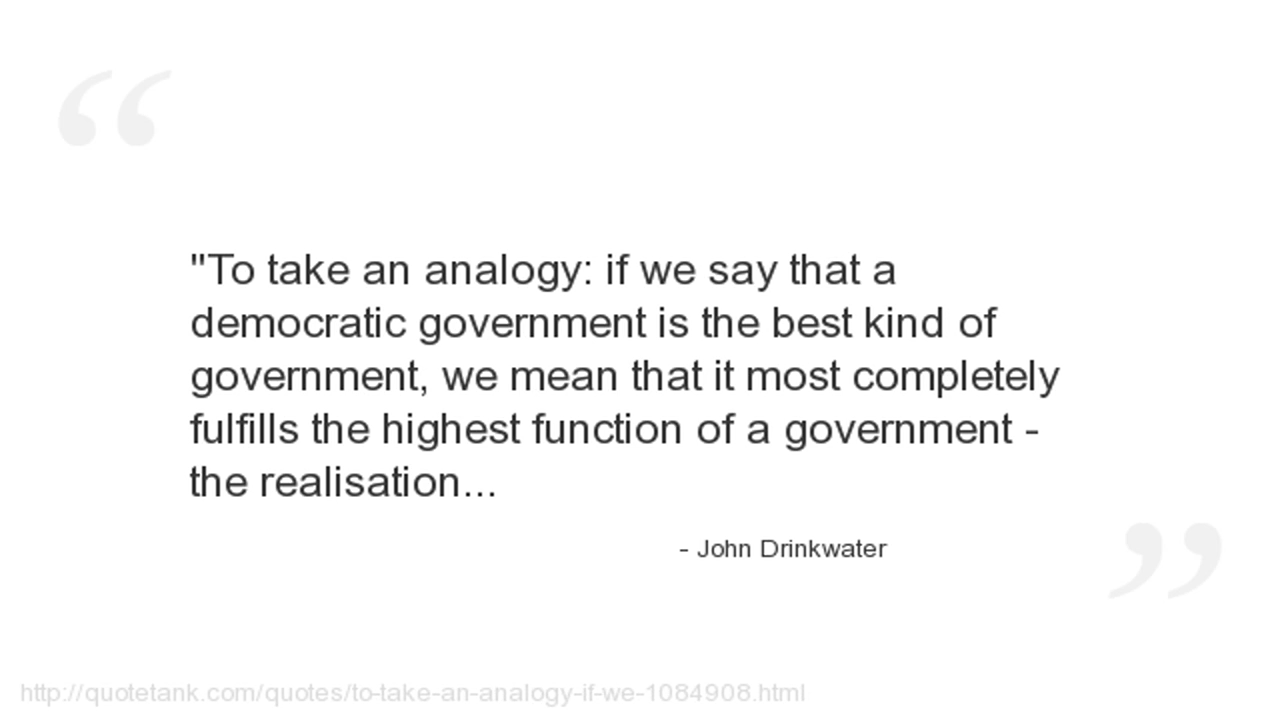 "To take an analogy: if we say that a
democratic government is the best kind of
government, we mean that it most completely
fulfills the highest function of a government -
the realisation...
- John Drinkwater
http://quotetank.com/quotes/to-take-an-analogy-if-we-1084908.html